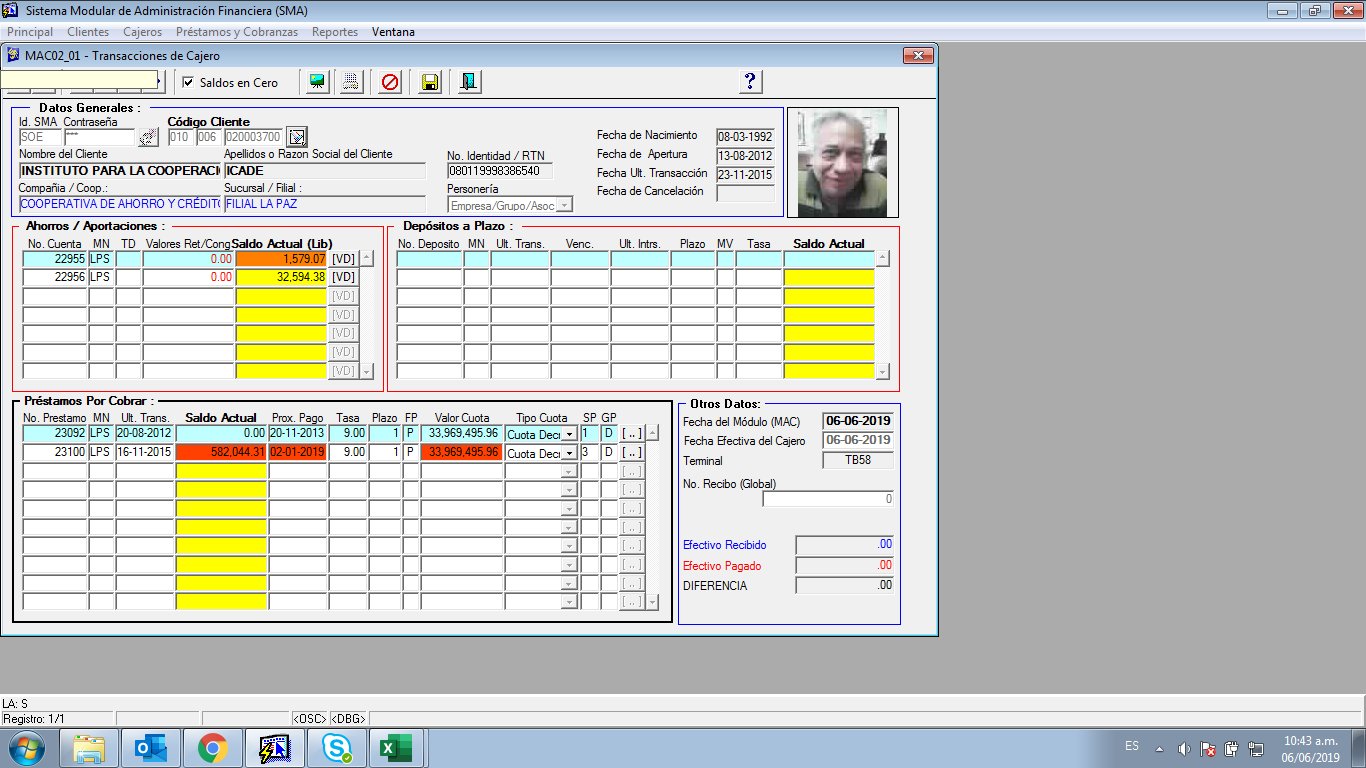 Sistema Modular de Administración Financiera (SMA)
Principal Clientes Cajeros Préstamos y Cobranzas Reportes Ventana
MAC02_01 - Transacciones de Cajero
Saldos en Cero ?
Datos Generales :
Id. SMA Contraseña Código Cliente
SOE *** 010 006 020003700
Nombre del Cliente Apellidos o Razon Social del Cliente No. Identidad / RTN
INSTITUTO PARA LA COOPERACI ICADE 080119998386540
Compañia / Coop.: Sucursal / Filial : Personería
COOPERATIVA DE AHORRO Y CRÉDIT FILIAL LA PAZ Empresa/Grupo/Asoc
Fecha de Nacimiento 08-03-1992
Fecha de Apertura 13-08-2012
Fecha Ult. Transacción 23-11-2015
Fecha de Cancelación
Ahorros / Aportaciones :
No. Cuenta MN TD Valores Ret/Cong Saldo Actual (Lib)
22955 LPS 0.00 1,579.07 [VD]
22956 LPS 0.00 32,594.38 [VD]
[VD]
[VD]
[VD]
[VD]
[VD]
Depósitos a Plazo :
No. Deposito MN Ult. Trans. Venc. Ult. Intrs. Plazo MV Tasa Saldo Actual
Préstamos Por Cobrar :
No. Prestamo MN Ult. Trans. Saldo Actual Prox. Pago Tasa Plazo FP Valor Cuota Tipo Cuota SP GP
23092 LPS 20-08-2012 0.00 20-11-2013 9.00 1 P 33,969,495.96 Cuota Decr 1 D [ .. ]
23100 LPS 16-11-2015 582,044.31 02-01-2019 9.00 1 P 33,969,495.96 Cuota Decr 3 D [ .. ]
[ .. ]
[ .. ]
[ .. ]
[ .. ]
[ .. ]
[ .. ]
[ .. ]
[ .. ]
Otros Datos:
Fecha del Módulo (MAC) 06-06-2019
Fecha Efectiva del Cajero 06-06-2019
Terminal TB58
No. Recibo (Global)
0
Efectivo Recibido .00
Efectivo Pagado .00
DIFERENCIA .00
LA: S
Registro: 1/1 <OSC> <DBG>
ES 10:43 a.m.
06/06/2019